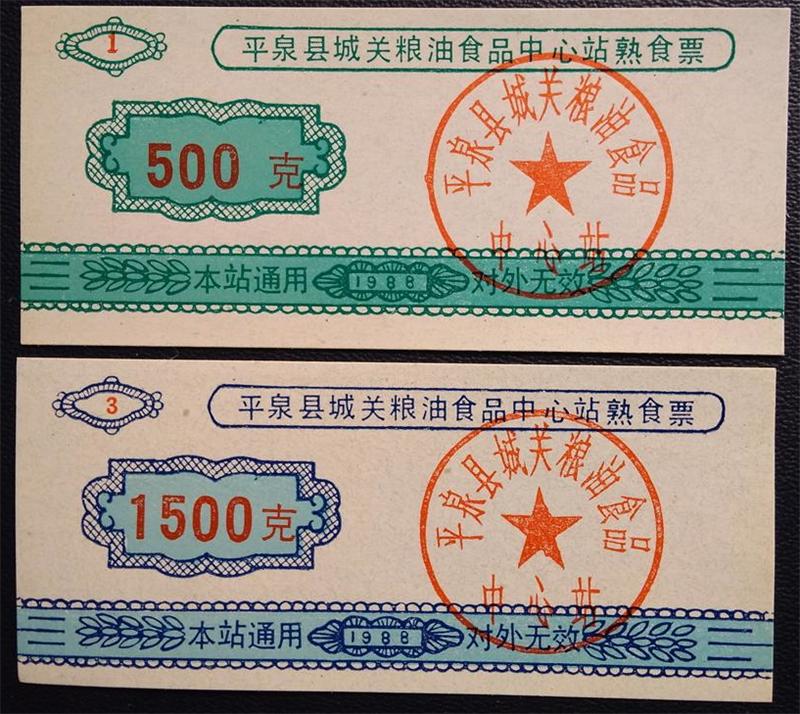 1
平泉县城关粮油食品中心站熟食票
500 克
平泉县城关粮油食品
中心站
本站通用 1988 对外无效
3
平泉县城关粮油食品中心站熟食票
1500克
平泉县城关粮油食品
中心站
本站通用 1988 对外无效